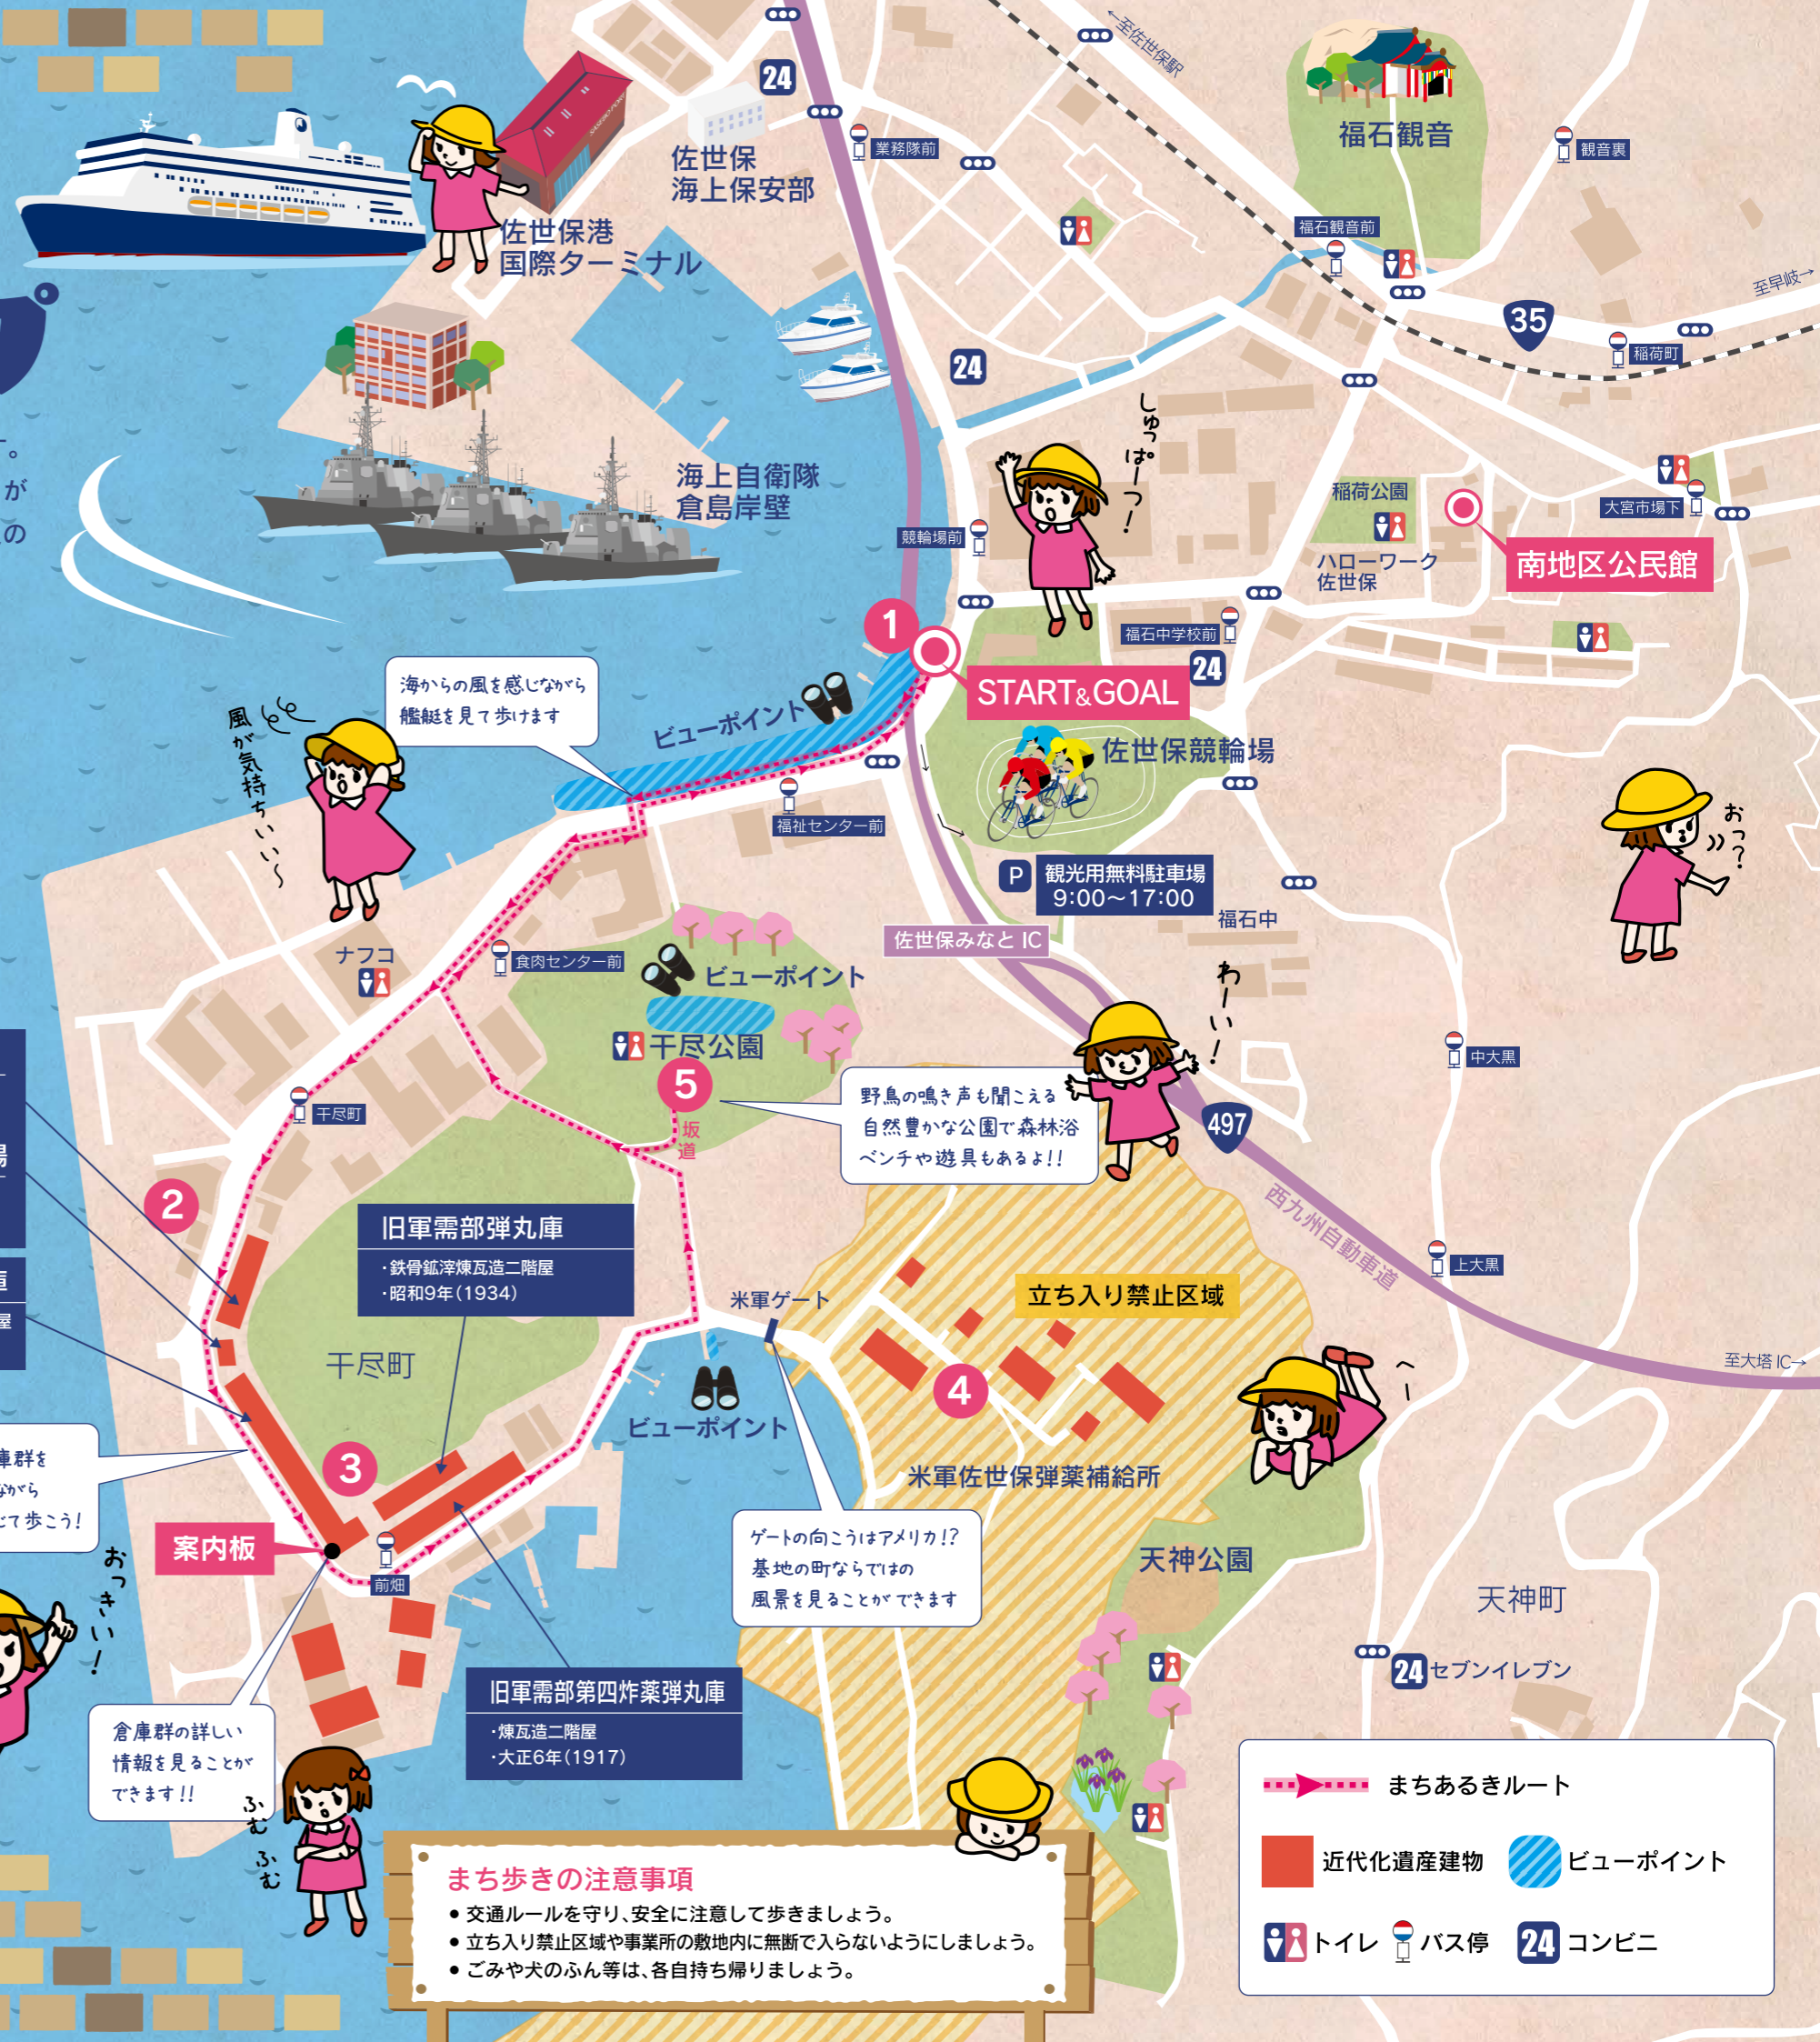 ←至佐世保駅
24
佐世保
海上保安部
業務隊前
福石観音
観音裏
佐世保港
国際ターミナル
福石観音前
至早岐→
35
稲荷町
24
。
が
の
海上自衛隊
倉島岸壁
しゅっぱーつ！
競輪場前
稲荷公園
大宮市場下
ハローワーク
佐世保
南地区公民館
1
福石中学校前
24
START&GOAL
海からの風を感じながら
艦艇を見て歩けます
ビューポイント
風が気持ちいい〜
佐世保競輪場
福祉センター前
おっ？
P
観光用無料駐車場
9:00〜17:00
福石中
佐世保みなと IC
ナフコ
食肉センター前
ビューポイント
わーい！
干尽公園
5
坂道
中大黒
干尽町
野鳥の鳴き声も聞こえる
自然豊かな公園で森林浴
ベンチや遊具もあるよ!!
497
場
2
西九州自動車道
旧軍需部弾丸庫
・鉄骨鉱滓煉瓦造二階屋
・昭和9年（1934）
上大黒
屋
米軍ゲート
立ち入り禁止区域
干尽町
至大塔 IC→
4
へー
ビューポイント
庫群を
ながら
て歩こう！
3
米軍佐世保弾薬補給所
案内板
前畑
ゲートの向こうはアメリカ!?
基地の町ならではの
風景を見ることができます
天神公園
天神町
おっきい！
24
セブンイレブン
旧軍需部第四炸薬弾丸庫
・煉瓦造二階屋
・大正6年（1917）
倉庫群の詳しい
情報を見ることが
できます!!
ふむふむ
まちあるきルート
近代化遺産建物
ビューポイント
トイレ
バス停
24
コンビニ
まち歩きの注意事項
● 交通ルールを守り、安全に注意して歩きましょう。
● 立ち入り禁止区域や事業所の敷地内に無断で入らないようにしましょう。
● ごみや犬のふん等は、各自持ち帰りましょう。